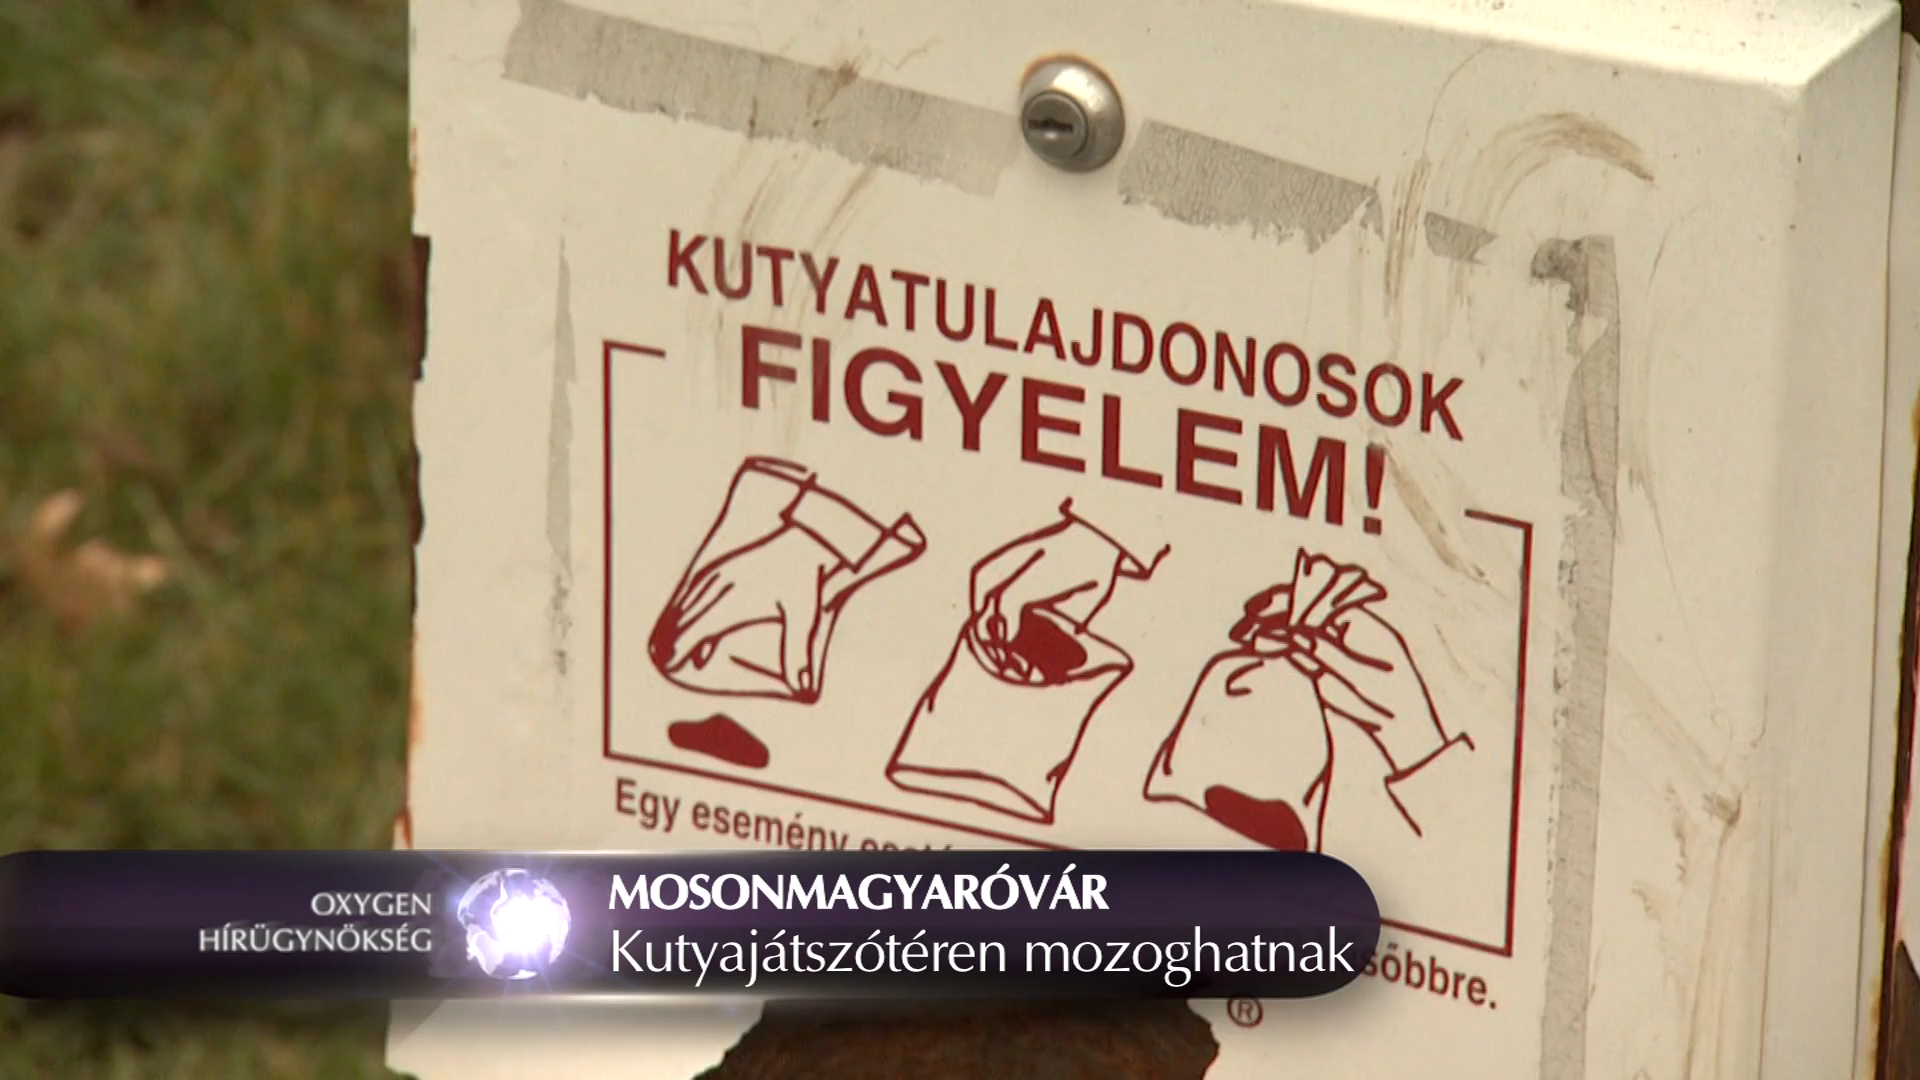 KUTYATULAJDONOSOK
FIGYELEM!
Egy esemény
sőbbre.
®
OXYGEN
HÍRÜGYNÖKSÉG
MOSONMAGYARÓVÁR
Kutyajátszótéren mozoghatnak